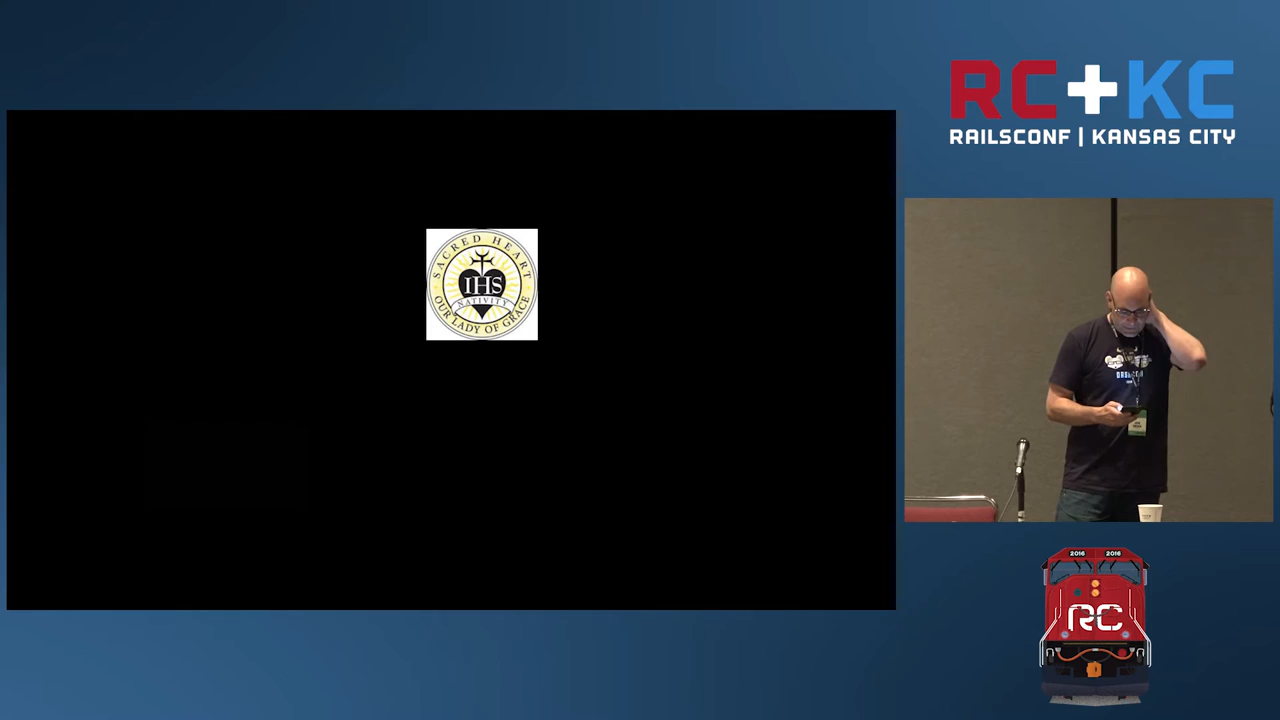 RC+KC
RAILSCONF | KANSAS CITY
SACRED HEART
IHS
NATIVITY
OUR LADY OF GRACE
2016 2016
RC